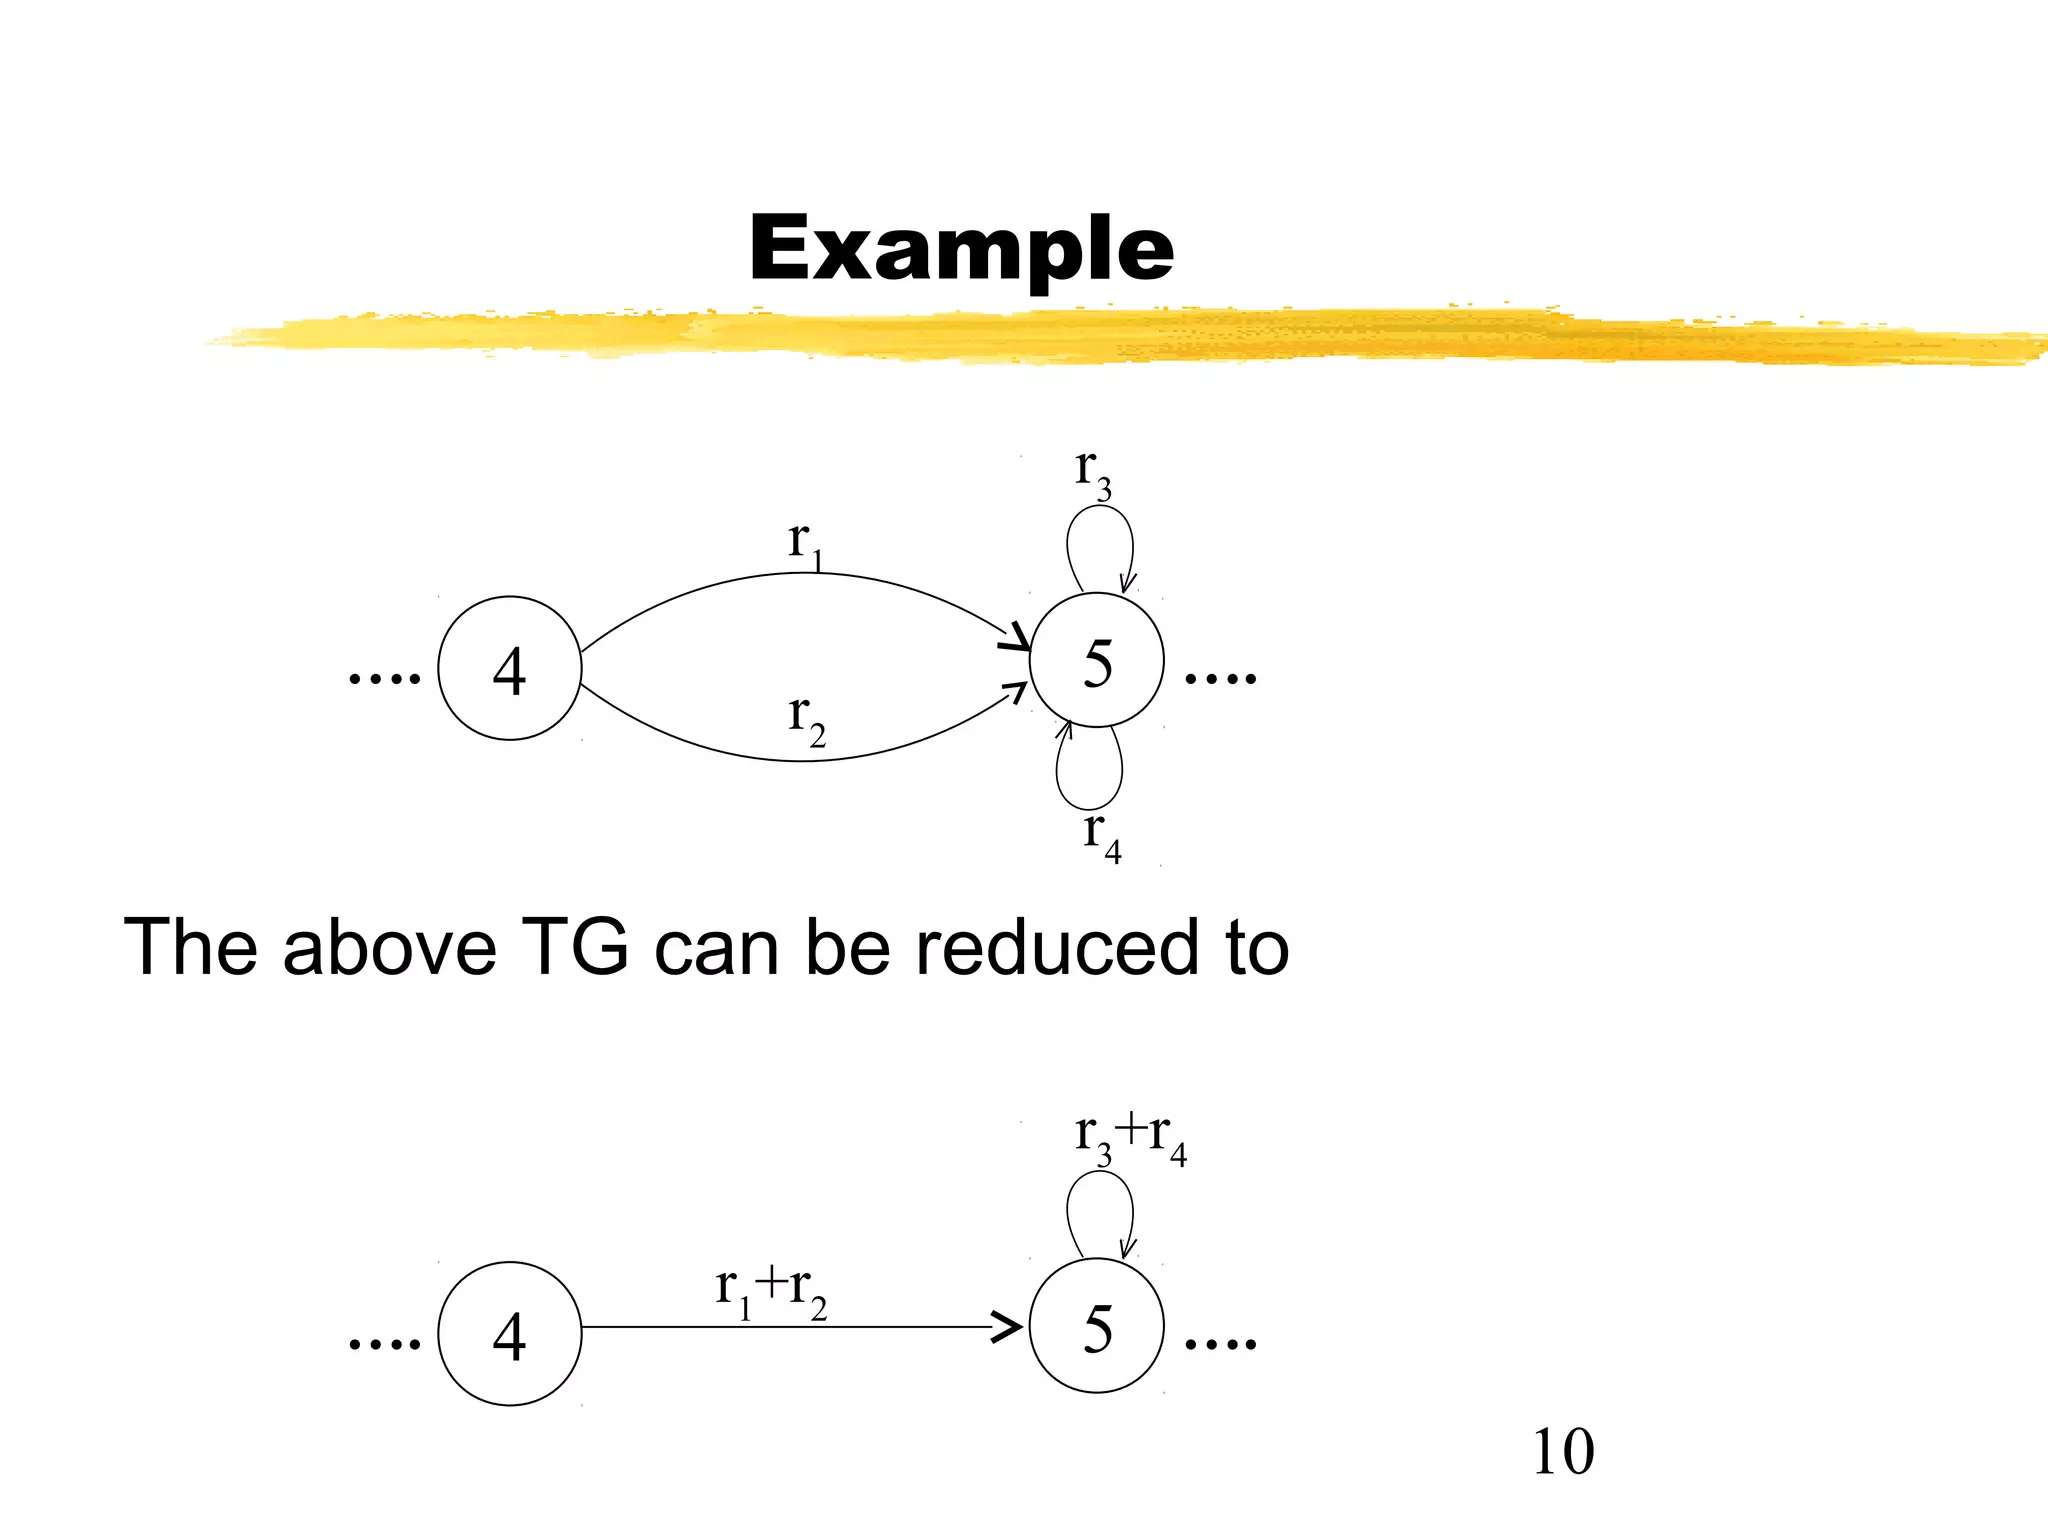 Example
r₃
r₁
.... 4 5 ....
r₂
r₄
The above TG can be reduced to
r₃+r₄
r₁+r₂
.... 4 5 ....
10